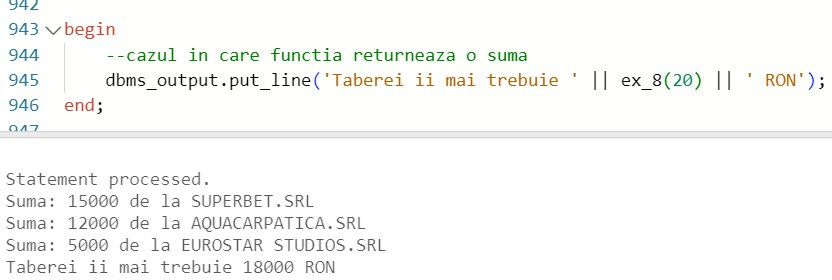 942
943 begin
944 --cazul in care functia returneaza o suma
945 dbms_output.put_line('Taberei ii mai trebuie ' || ex_8(20) || ' RON');
946 end;
947
Statement processed.
Suma: 15000 de la SUPERBET.SRL
Suma: 12000 de la AQUACARPATICA.SRL
Suma: 5000 de la EUROSTAR STUDIOS.SRL
Taberei ii mai trebuie 18000 RON